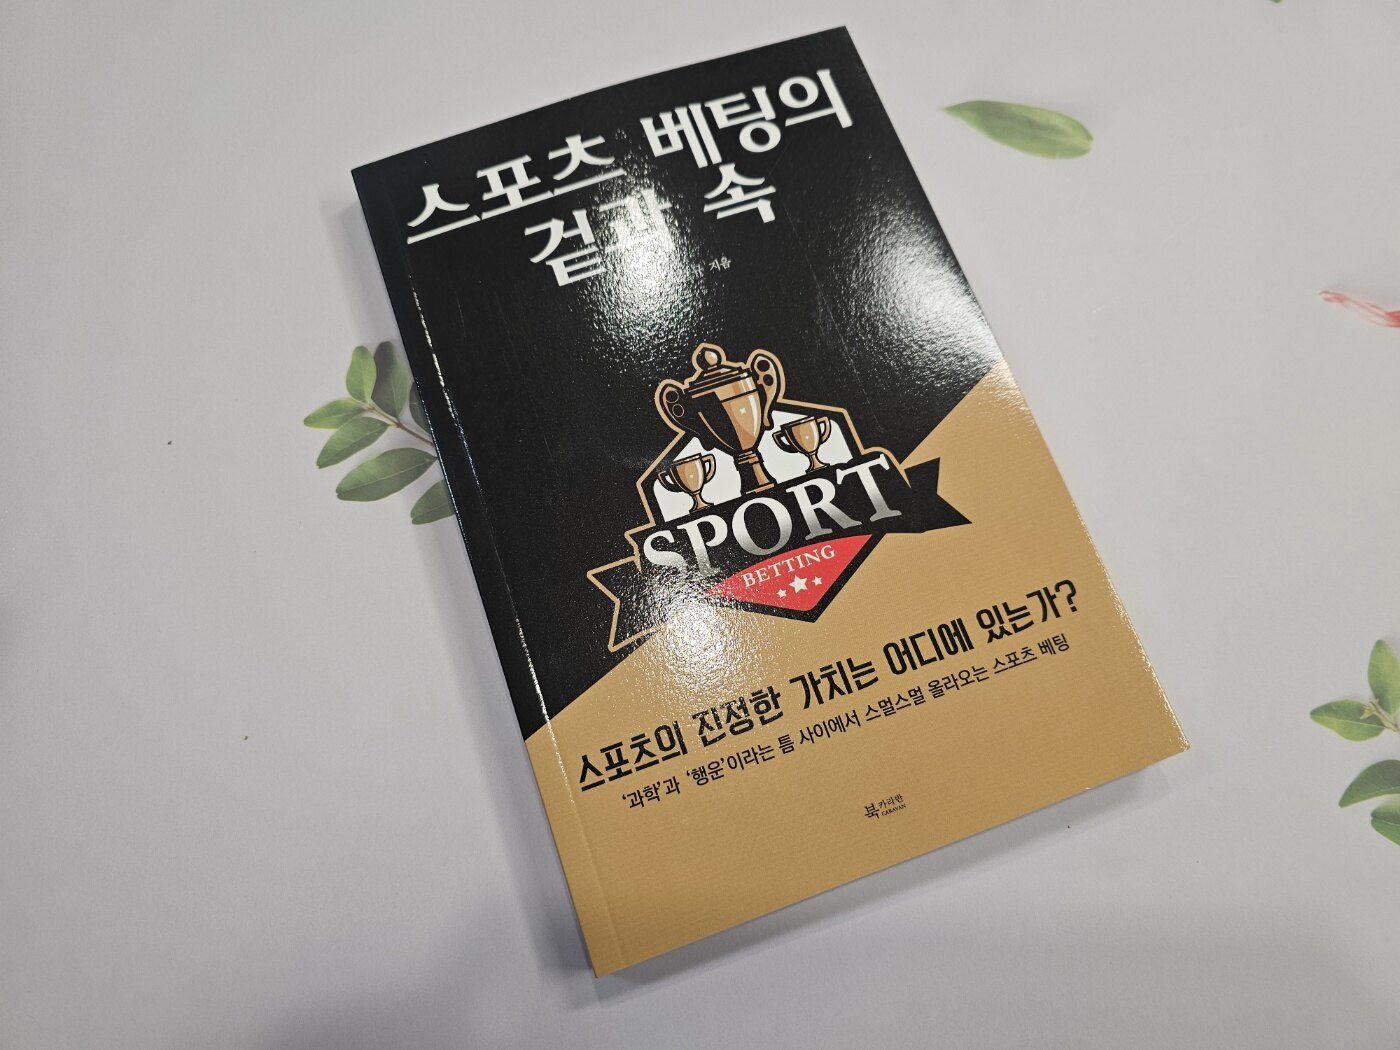 스포츠 베팅의
겉과 속
지음
SPORT
BETTING
스포츠의 진정한 가치는 어디에 있는가?
‘과학’과 ‘행운’이라는 틈 사이에서 스멀스멀 올라오는 스포츠 베팅
북카라반
CARAVAN